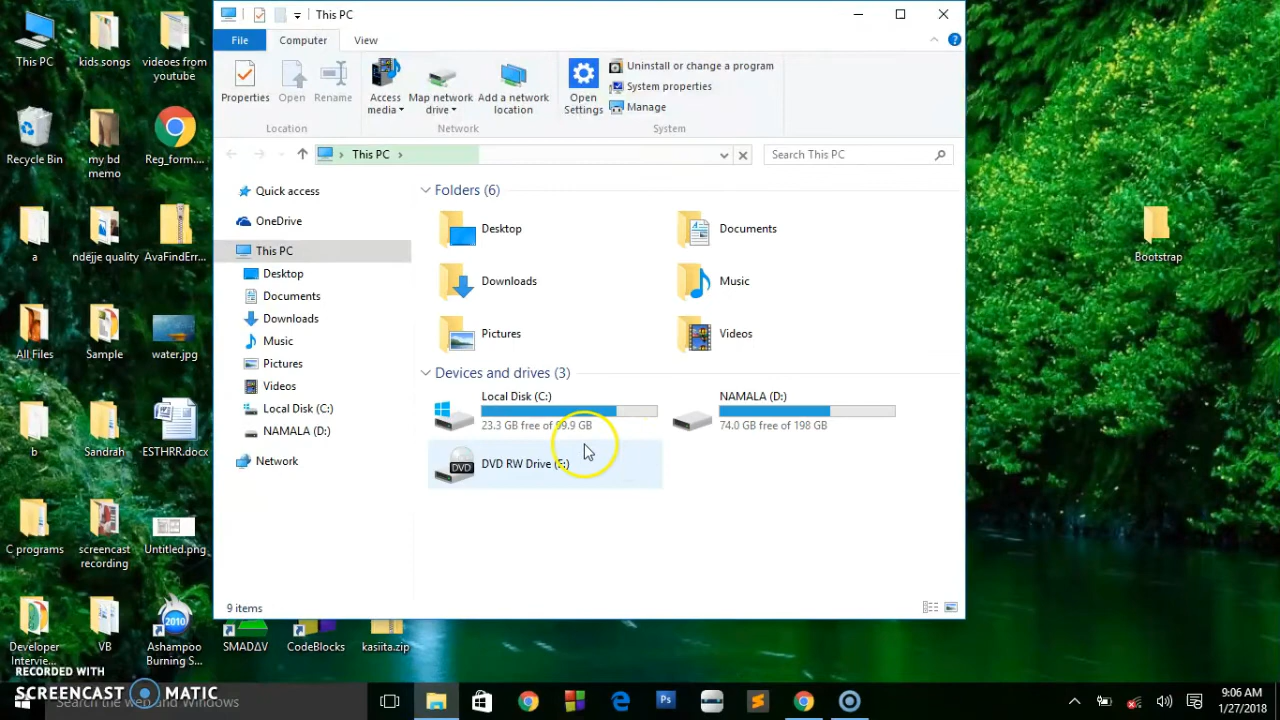 This PC
File
Computer
View
Properties
Open
Rename
Access media
Map network drive
Add a network location
Open Settings
Uninstall or change a program
System properties
Manage
Location
Network
System
This PC
Search This PC
Quick access
OneDrive
This PC
Desktop
Documents
Downloads
Music
Pictures
Videos
Local Disk (C:)
NAMALA (D:)
Network
Folders (6)
Desktop
Documents
Downloads
Music
Pictures
Videos
Devices and drives (3)
Local Disk (C:)
23.3 GB free of 99.9 GB
NAMALA (D:)
74.0 GB free of 198 GB
DVD RW Drive (E:)
9 items
This PC
kids songs
videoes from youtube
Recycle Bin
my bd memo
Reg_form....
a
ndejje quality
AvaFindErr...
All Files
Sample
water.jpg
b
Sandrah
ESTHRR.docx
C programs
screencast recording
Untitled.png
Developer Intervie...
VB
Ashampoo Burning S...
2010
SMADΔV
CodeBlocks
kasiita.zip
Bootstrap
RECORDED WITH
SCREENCAST MATIC
Search the web and Windows
9:06 AM
1/27/2018